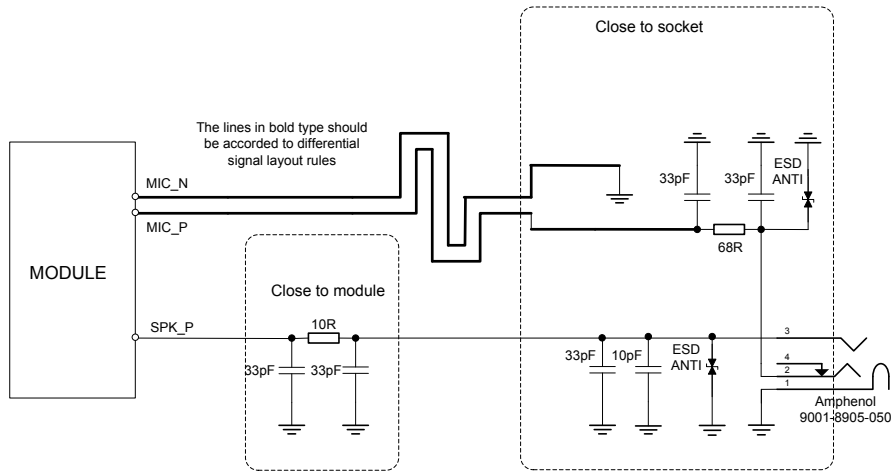 Close to socket
The lines in bold type should
be accorded to differential
signal layout rules
MIC_N
MIC_P
33pF
33pF
ESD
ANTI
68R
MODULE
Close to module
SPK_P
10R
33pF
33pF
33pF
10pF
ESD
ANTI
3
4
2
1
Amphenol
9001-8905-050